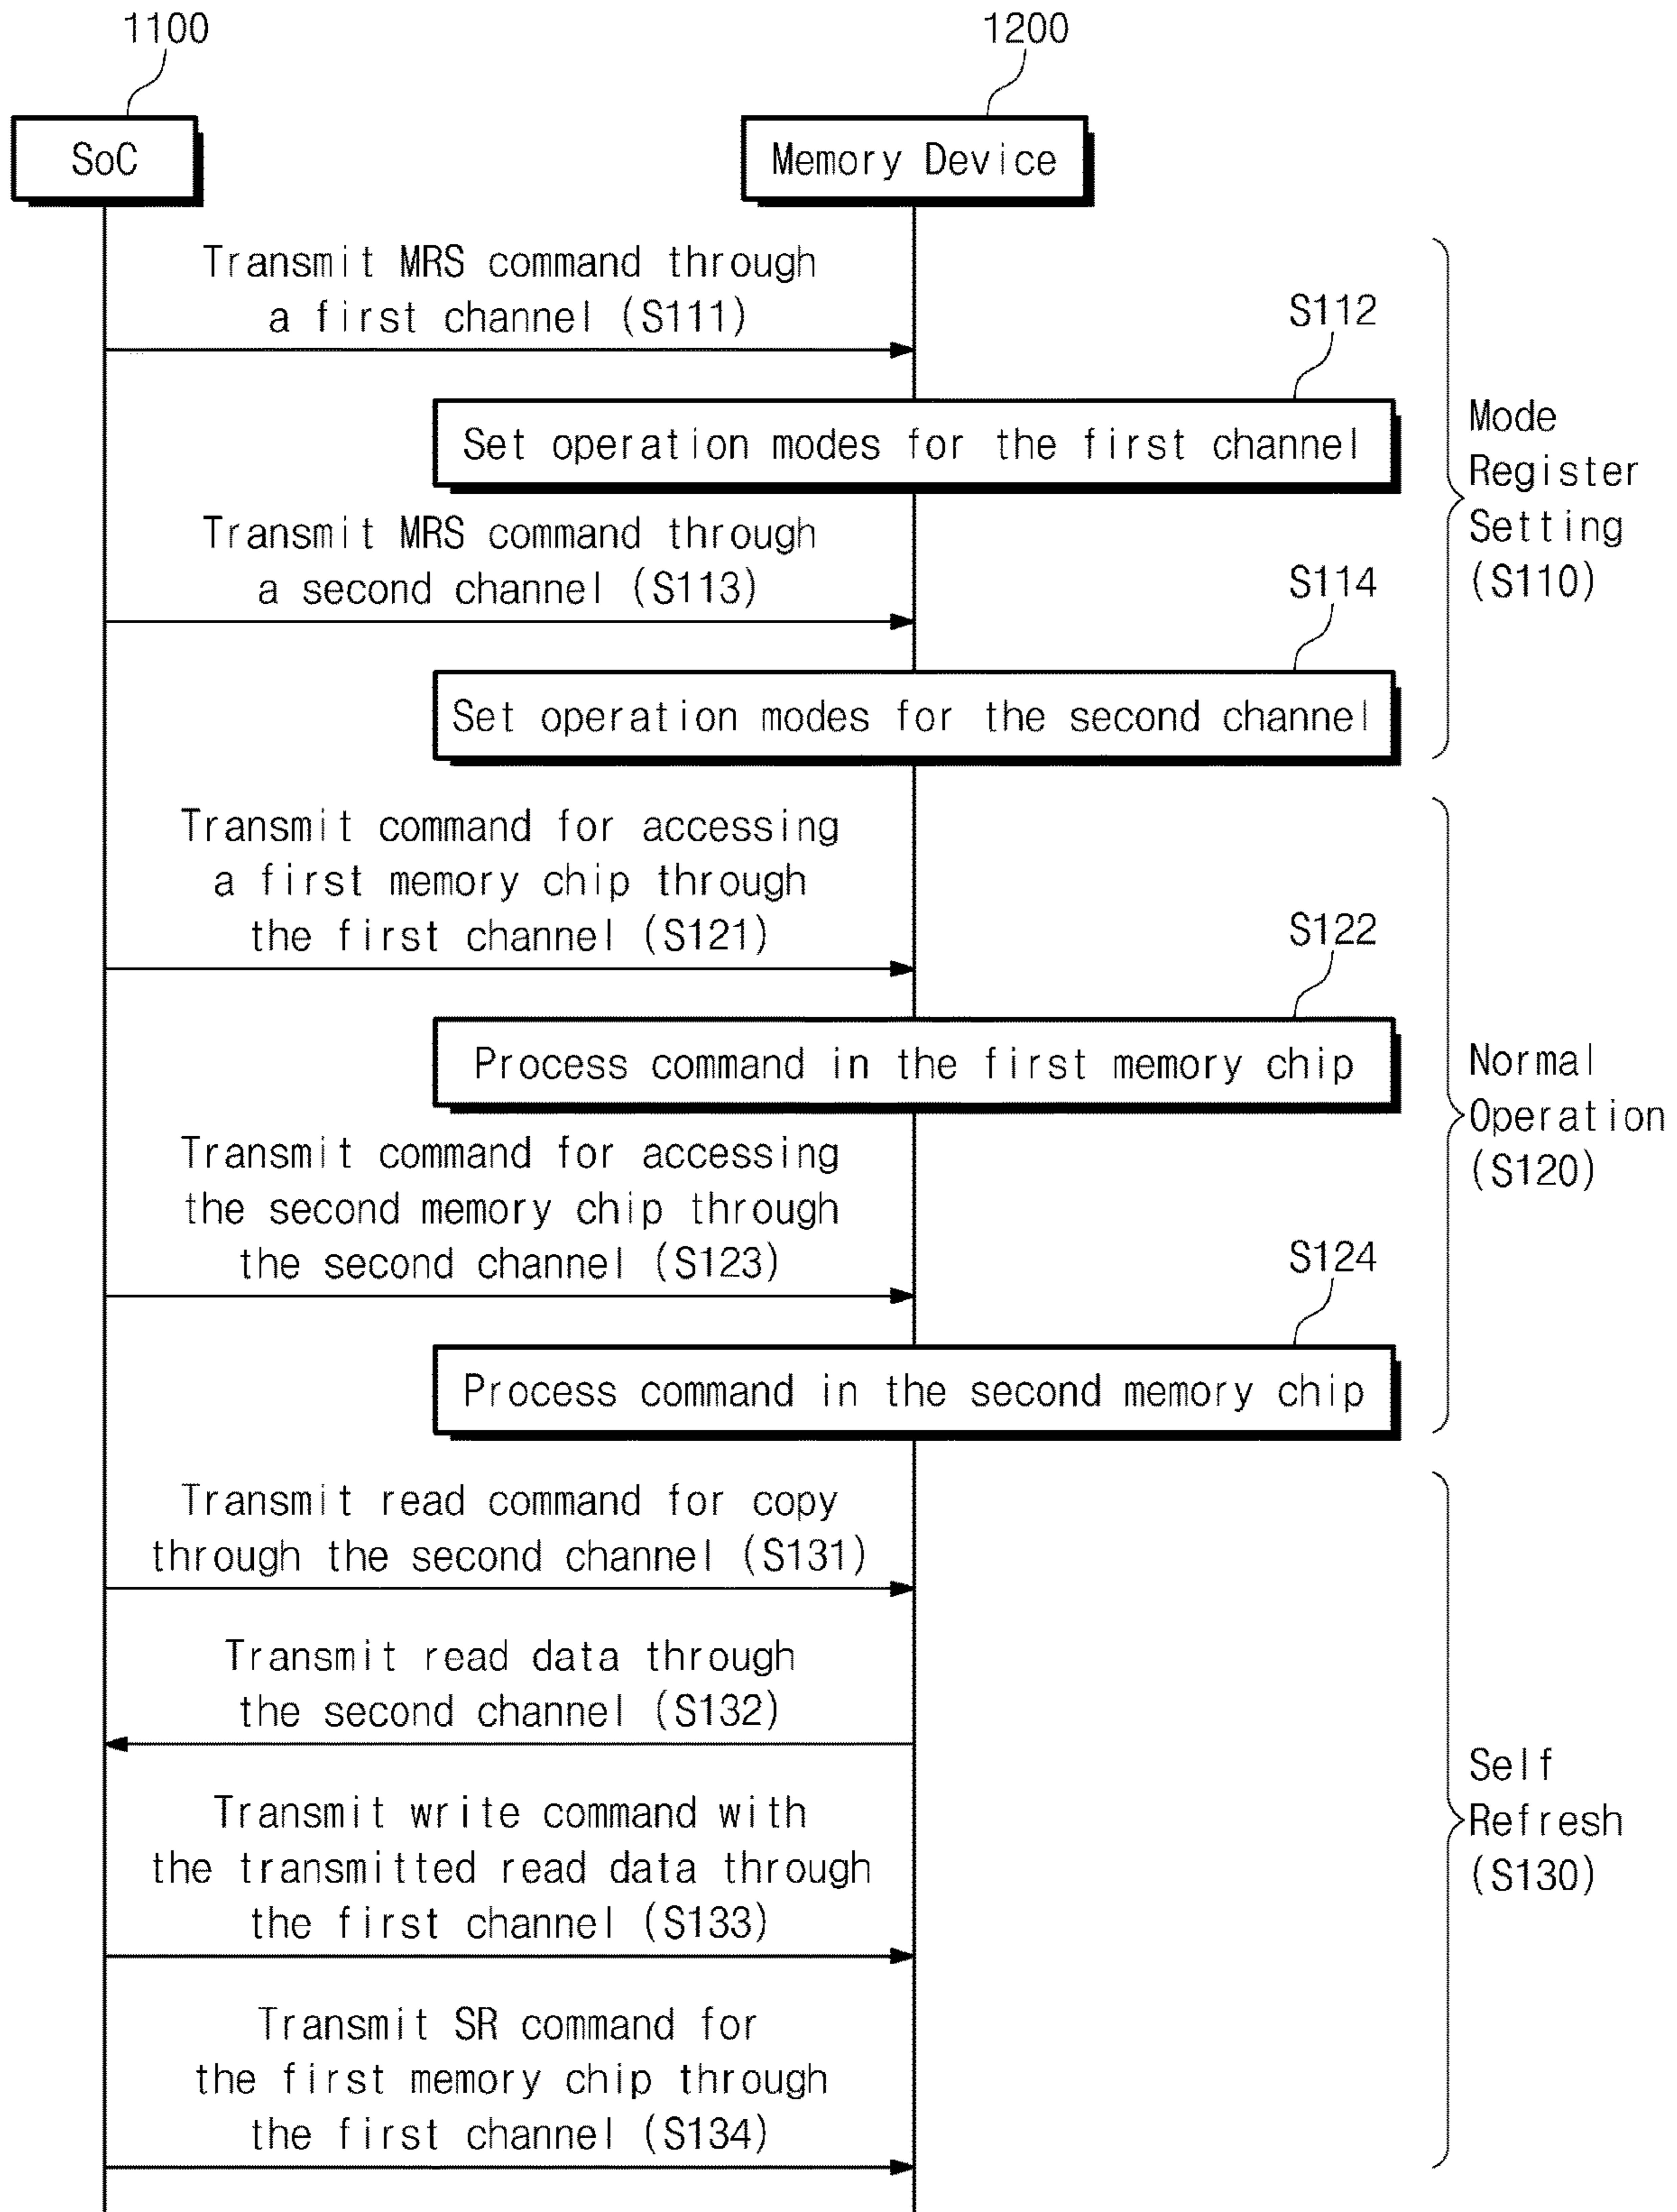 1100
1200
SoC
Memory Device
Transmit MRS command through
a first channel (S111)
S112
Set operation modes for the first channel
Transmit MRS command through
a second channel (S113)
S114
Set operation modes for the second channel
Mode
Register
Setting
(S110)
Transmit command for accessing
a first memory chip through
the first channel (S121)
S122
Process command in the first memory chip
Transmit command for accessing
the second memory chip through
the second channel (S123)
S124
Process command in the second memory chip
Normal
Operation
(S120)
Transmit read command for copy
through the second channel (S131)
Transmit read data through
the second channel (S132)
Transmit write command with
the transmitted read data through
the first channel (S133)
Transmit SR command for
the first memory chip through
the first channel (S134)
Self
Refresh
(S130)